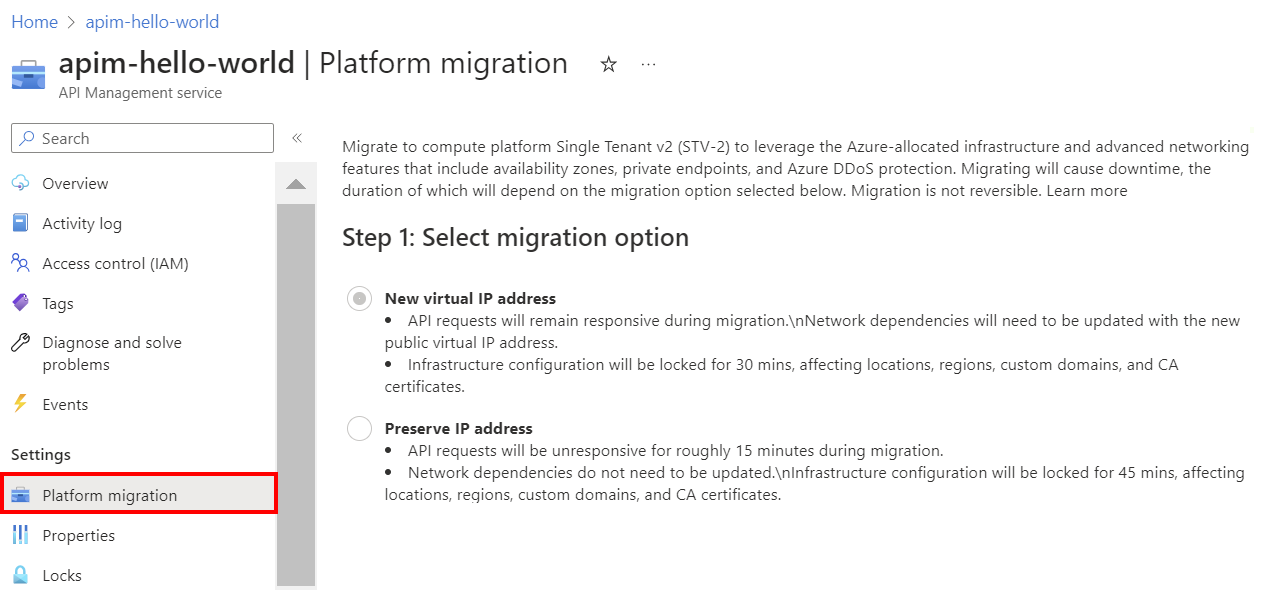 Home > apim-hello-world
apim-hello-world | Platform migration
API Management service
Search
Overview
Activity log
Access control (IAM)
Tags
Diagnose and solve
problems
Events
Settings
Platform migration
Properties
Locks
Migrate to compute platform Single Tenant v2 (STV-2) to leverage the Azure-allocated infrastructure and advanced networking
features that include availability zones, private endpoints, and Azure DDoS protection. Migrating will cause downtime, the
duration of which will depend on the migration option selected below. Migration is not reversible. Learn more
Step 1: Select migration option
New virtual IP address
• API requests will remain responsive during migration.\nNetwork dependencies will need to be updated with the new
public virtual IP address.
• Infrastructure configuration will be locked for 30 mins, affecting locations, regions, custom domains, and CA
certificates.
Preserve IP address
• API requests will be unresponsive for roughly 15 minutes during migration.
• Network dependencies do not need to be updated.\nInfrastructure configuration will be locked for 45 mins, affecting
locations, regions, custom domains, and CA certificates.